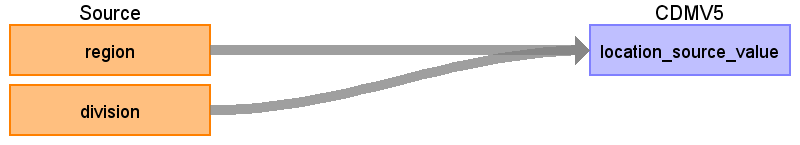 Source
CDMV5
region
location_source_value
division